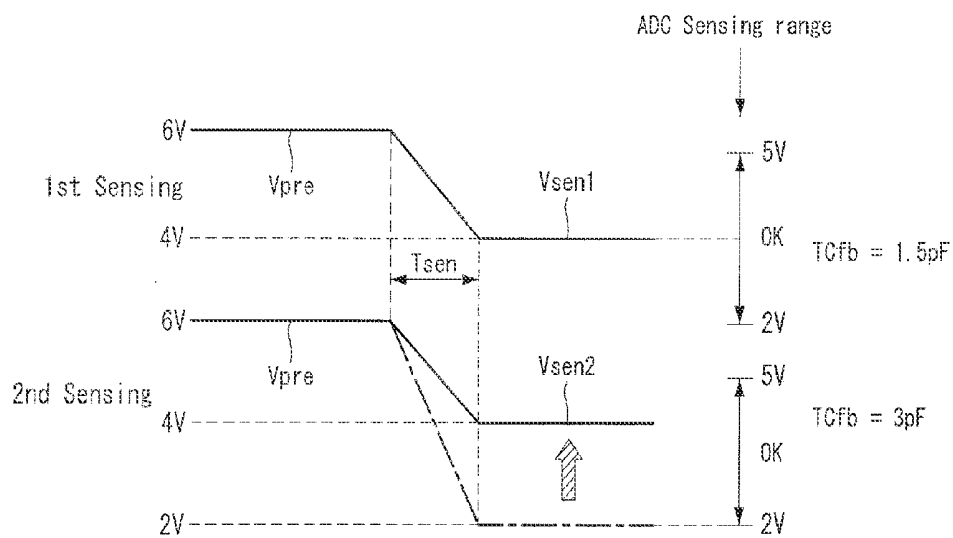 ADC Sensing range
6V
5V
1st Sensing
Vpre
Vsen1
4V
OK
TCfb = 1.5pF
Tsen
6V
2V
2nd Sensing
Vpre
Vsen2
5V
4V
TCfb = 3pF
OK
2V
2V